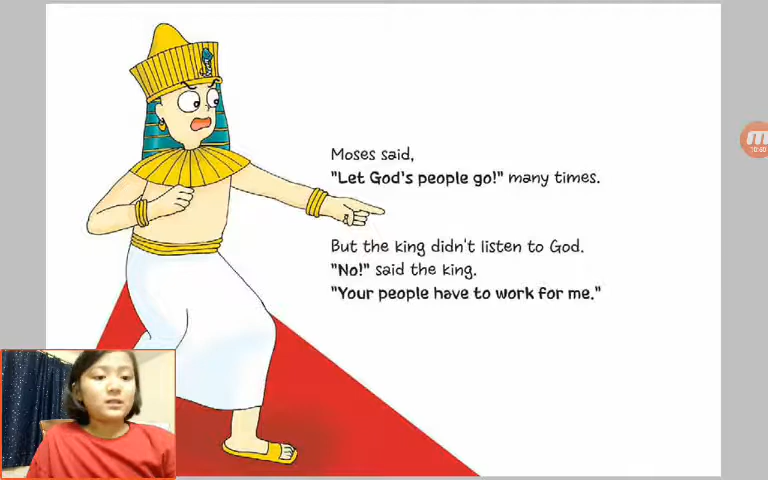 Moses said,
"Let God's people go!" many times.
But the king didn't listen to God.
"No!" said the king.
"Your people have to work for me."